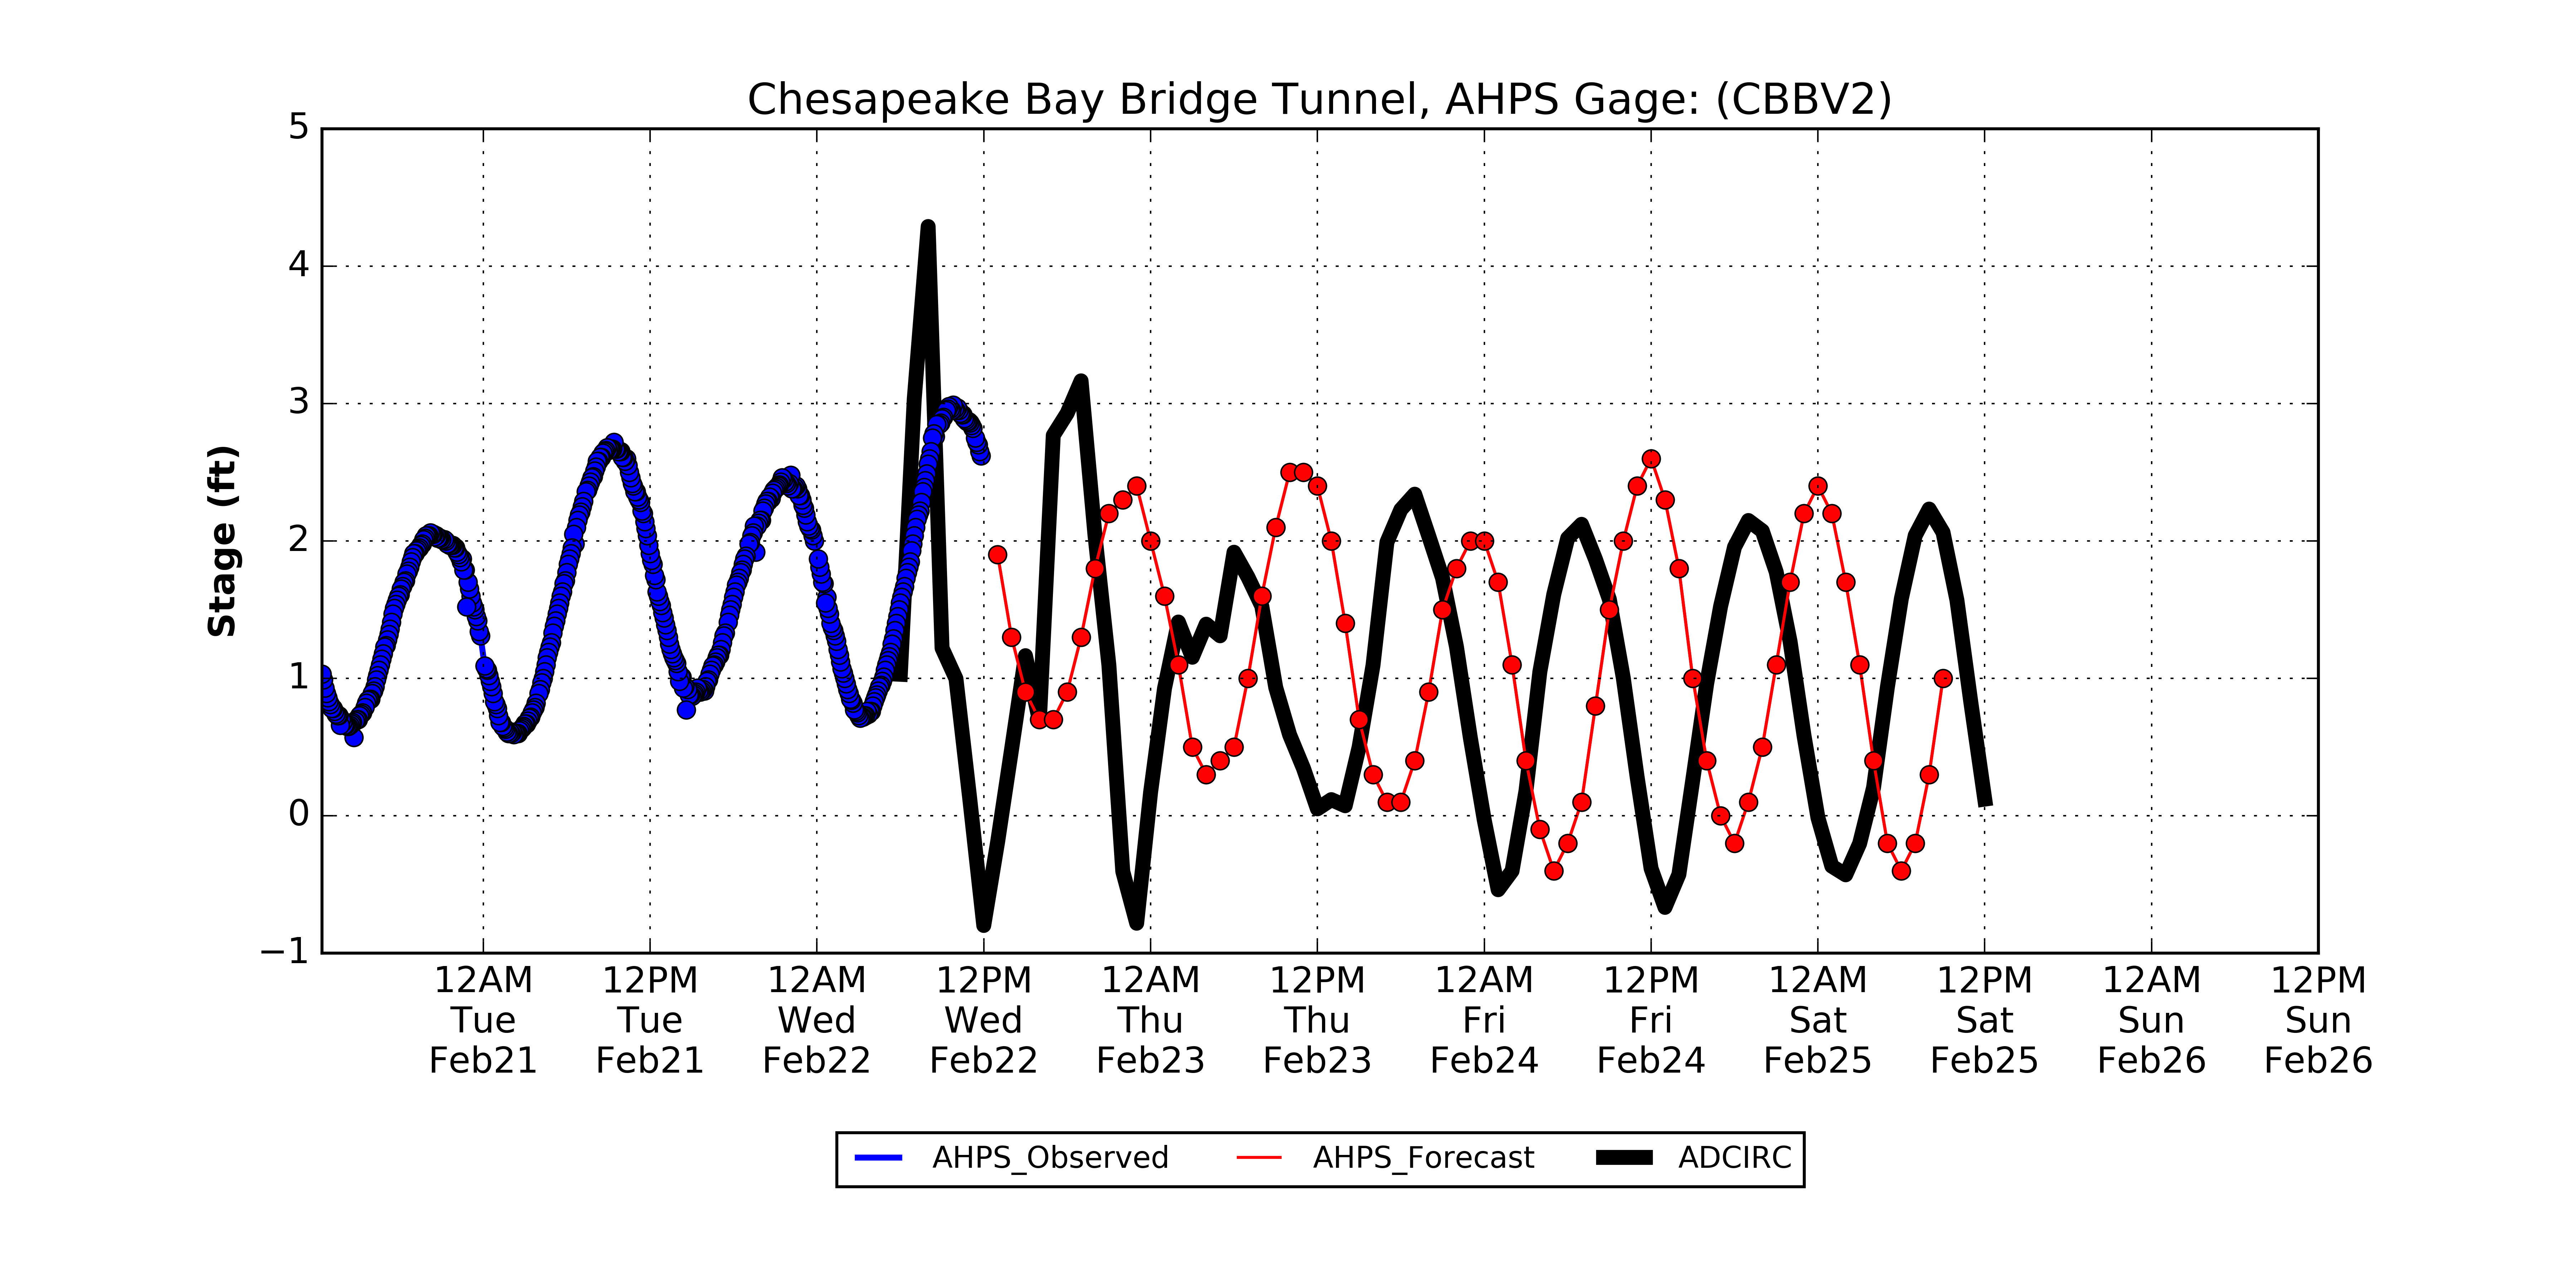 Chesapeake Bay Bridge Tunnel, AHPS Gage: (CBBV2)
Stage (ft)
5
4
3
2
1
0
−1
12AM 12PM 12AM 12PM 12AM 12PM 12AM 12PM 12AM 12PM 12AM 12PM
Tue Tue Wed Wed Thu Thu Fri Fri Sat Sat Sun Sun
Feb21 Feb21 Feb22 Feb22 Feb23 Feb23 Feb24 Feb24 Feb25 Feb25 Feb26 Feb26
AHPS_Observed AHPS_Forecast ADCIRC